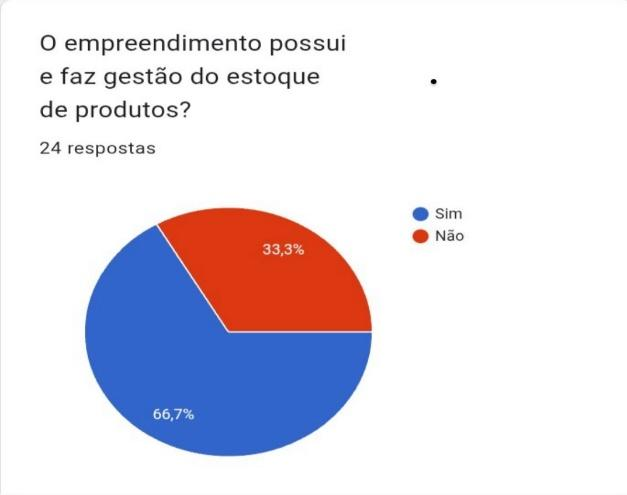 O empreendimento possui
e faz gestão do estoque
de produtos?
24 respostas
Sim
Não
33,3%
66,7%